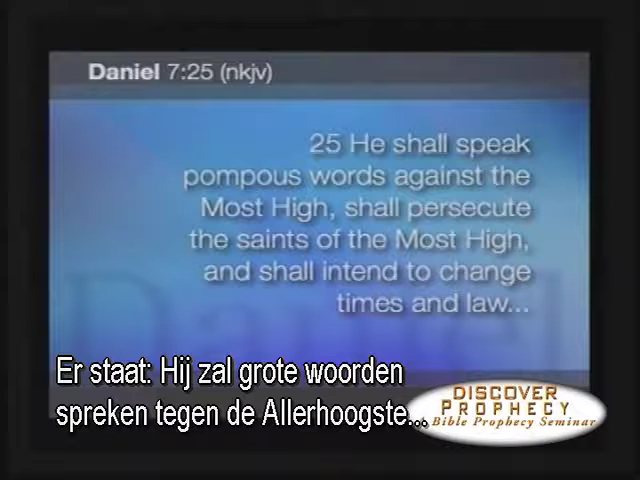 Daniel 7:25 (nkjv)
25 He shall speak
pompous words against the
Most High, shall persecute
the saints of the Most High,
and shall intend to change
times and law...
Daniel
Er staat: Hij zal grote woorden
spreken tegen de Allerhoogste...
DISCOVER
PROPHECY
Bible Prophecy Seminar